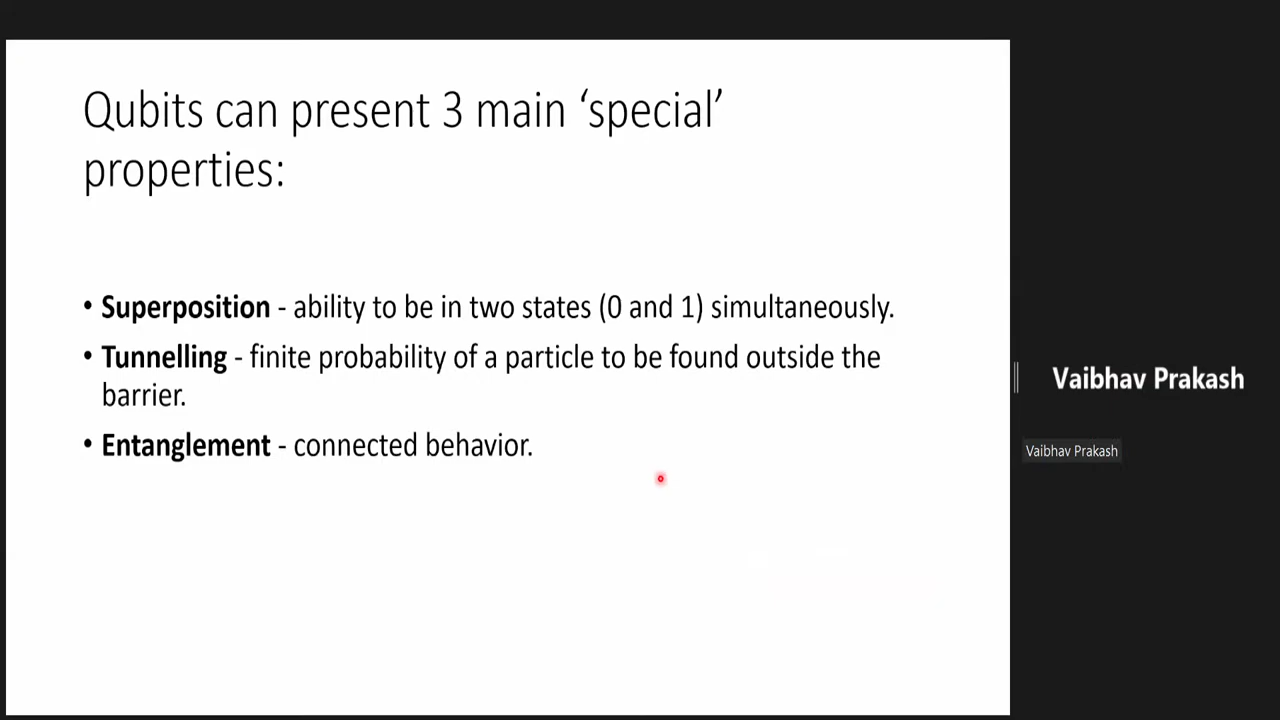 Qubits can present 3 main ‘special’
properties:
• Superposition - ability to be in two states (0 and 1) simultaneously.
• Tunnelling - finite probability of a particle to be found outside the
barrier.
• Entanglement - connected behavior.
Vaibhav Prakash
Vaibhav Prakash